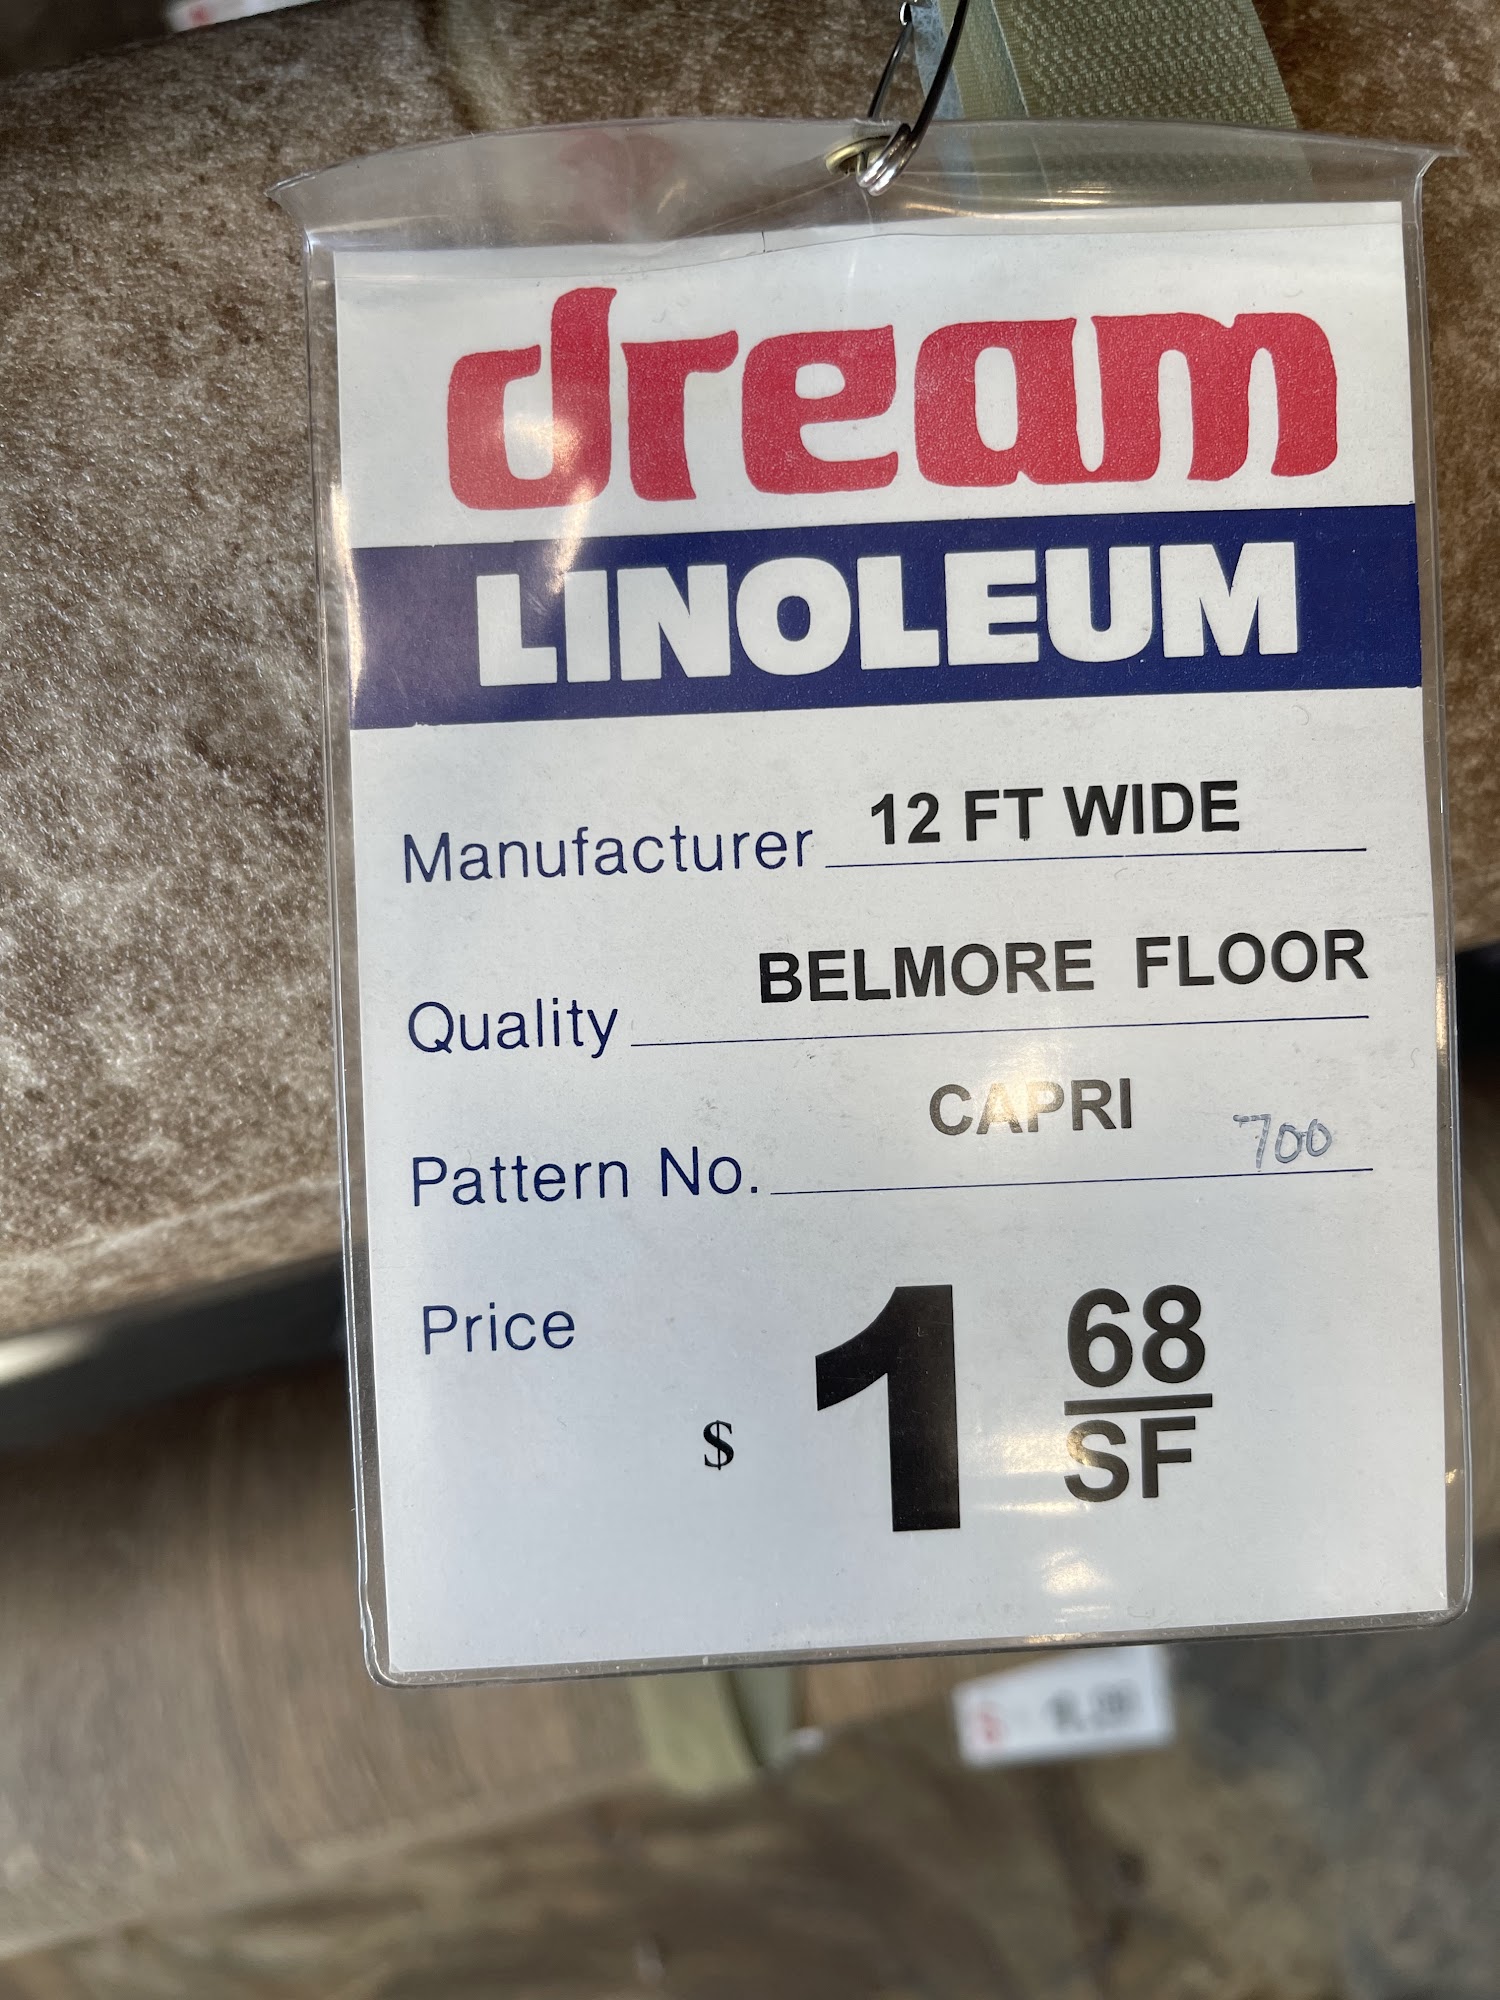 dream
LINOLEUM
Manufacturer 12 FT WIDE
Quality BELMORE FLOOR
Pattern No. CAPRI 700
Price $ 1 68
SF